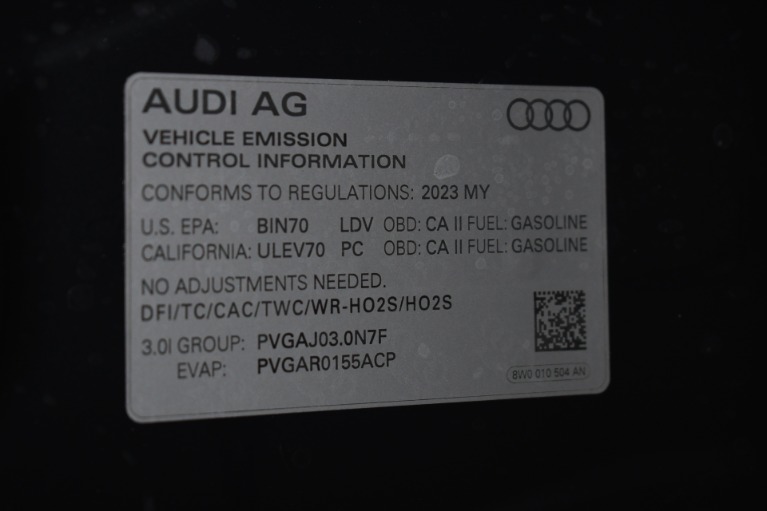 AUDI AG
VEHICLE EMISSION
CONTROL INFORMATION
CONFORMS TO REGULATIONS: 2023 MY
U.S. EPA: BIN70 LDV OBD: CA II FUEL: GASOLINE
CALIFORNIA: ULEV70 PC OBD: CA II FUEL: GASOLINE
NO ADJUSTMENTS NEEDED.
DFI/TC/CAC/TWC/WR-HO2S/HO2S
3.0l GROUP: PVGAJ03.0N7F
EVAP: PVGAR0155ACP
8W0 010 504 AN